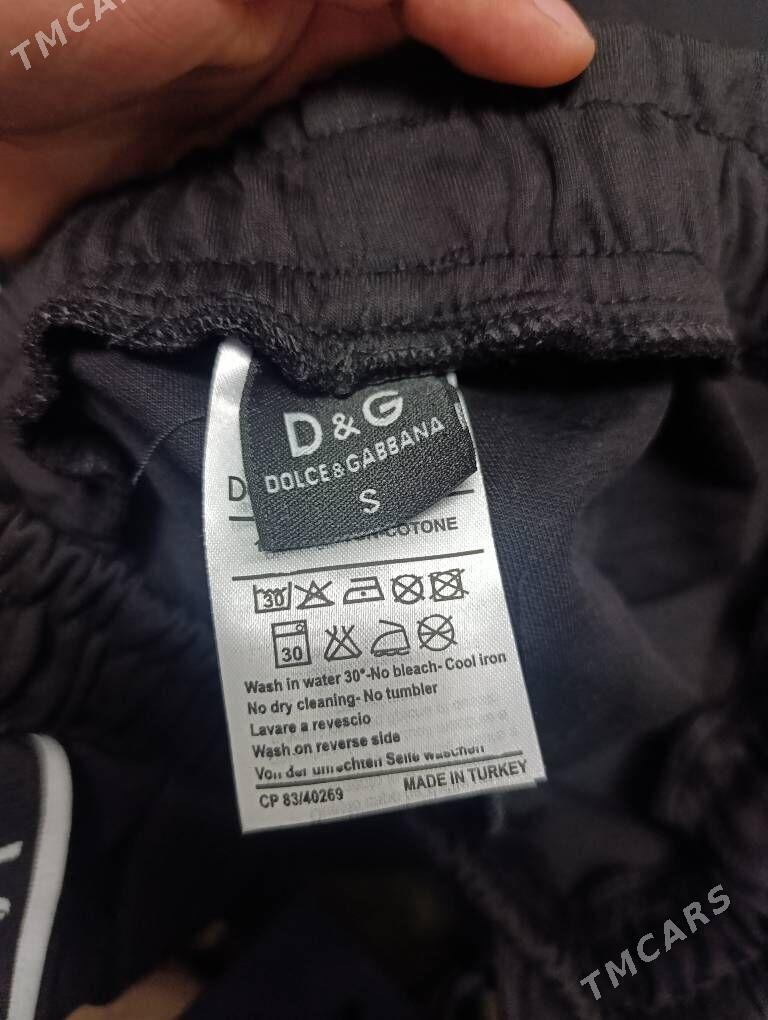 TMCARS
D&G
DOLCE&GABBANA
S
D
COTONE
30
30
Wash in water 30°-No bleach- Cool iron
No dry cleaning- No tumbler
Lavare a revescio
Wash on reverse side
Von der unrechten Seite waschen
CP 83/40269 MADE IN TURKEY
TMCARS